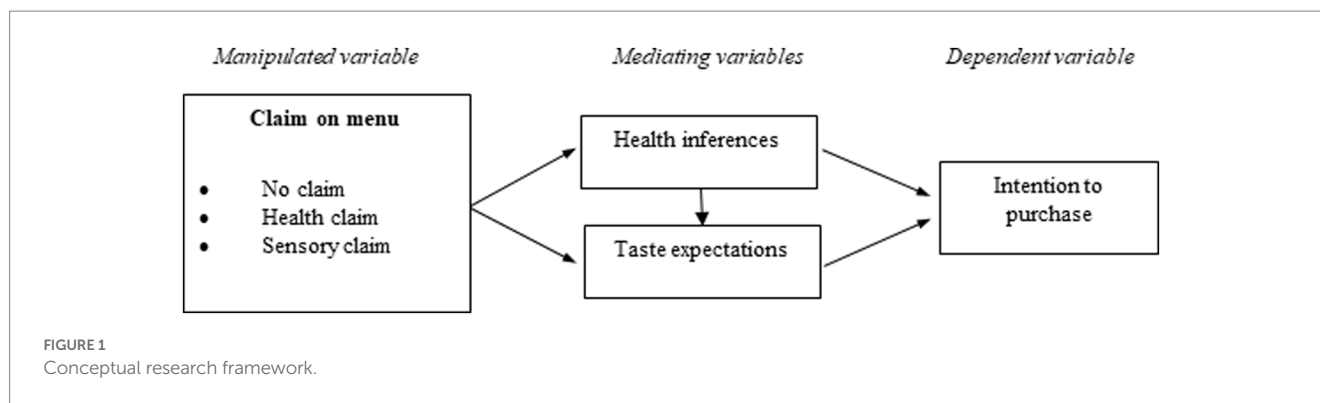 Manipulated variable
Mediating variables
Dependent variable
Claim on menu
• No claim
• Health claim
• Sensory claim
Health inferences
Taste expectations
Intention to
purchase
FIGURE 1
Conceptual research framework.